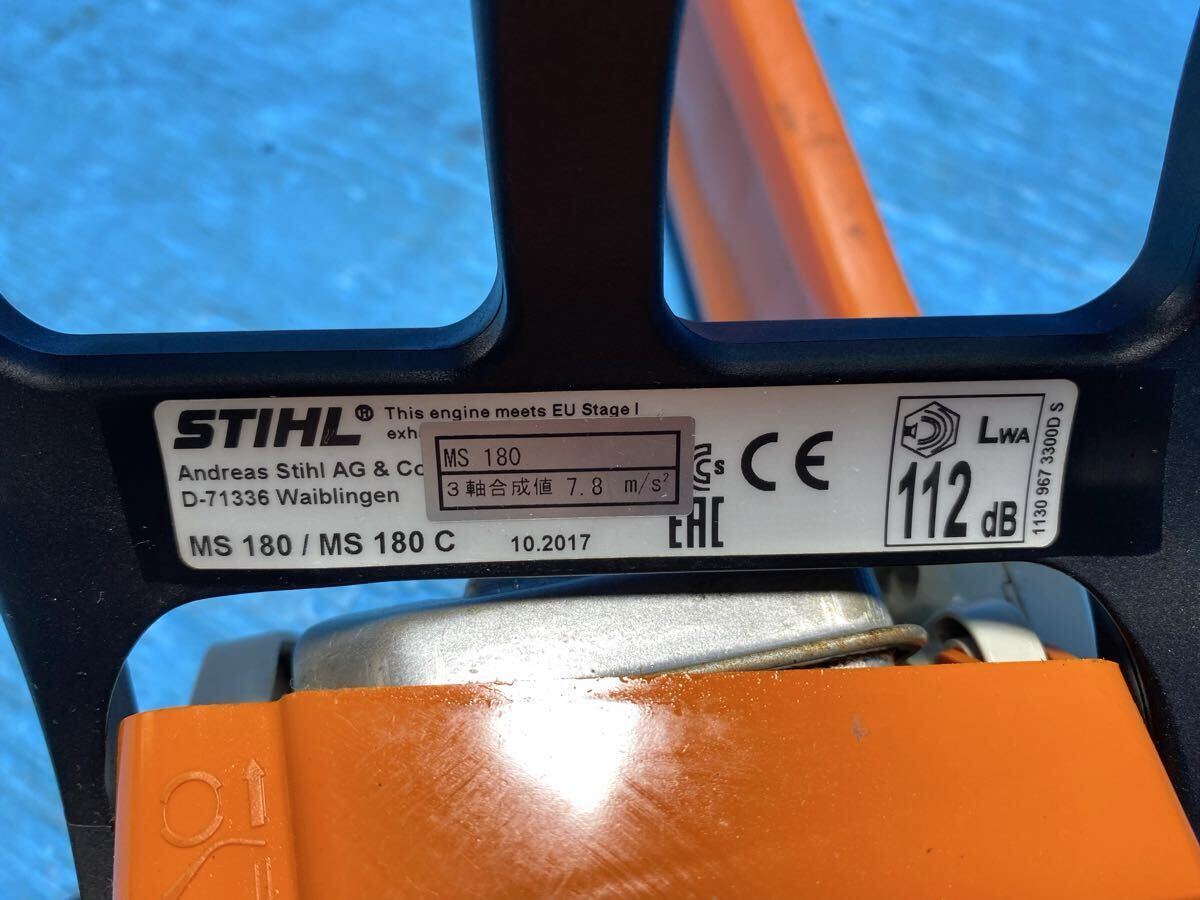 STIHL
This engine meets EU Stage I
exh
Andreas Stihl AG & Co
D-71336 Waiblingen
MS 180
3軸合成値 7.8 m/s²
MS 180 / MS 180 C
10.2017
CS
CE
EAC
LWA
112 dB
1130 967 3300D S